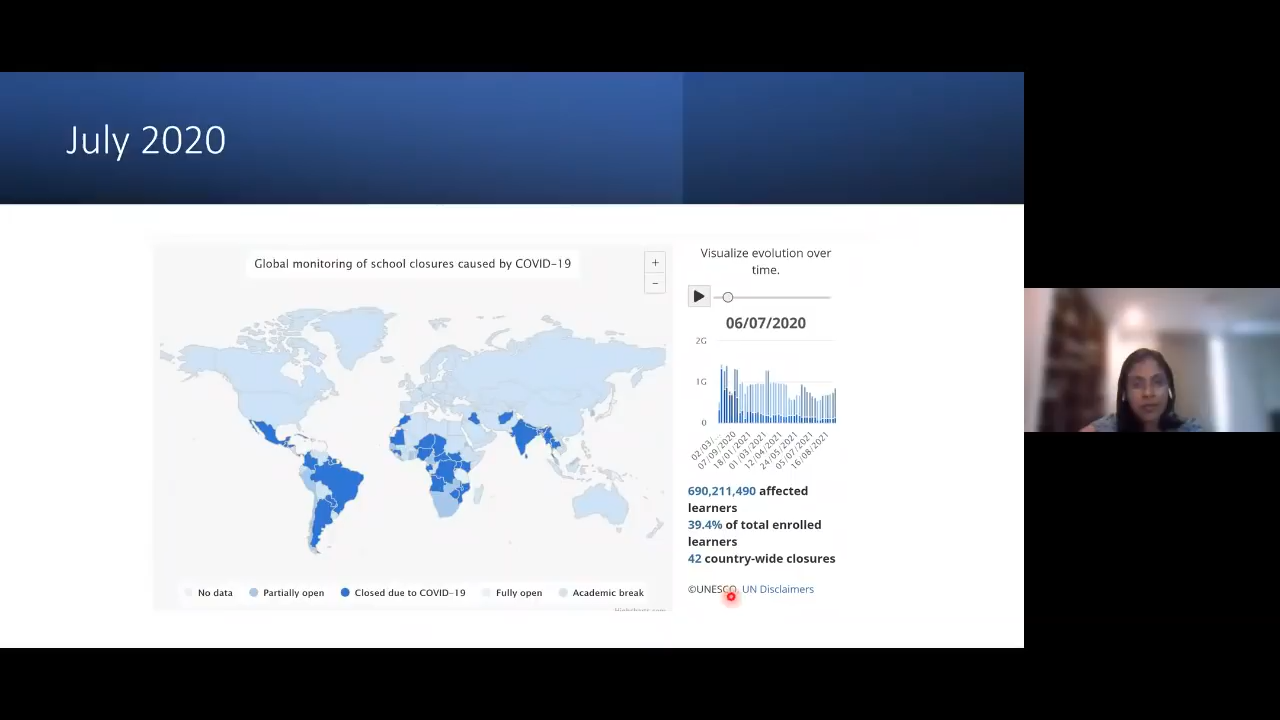 July 2020
Global monitoring of school closures caused by COVID-19
+
−
Visualize evolution over
time.
06/07/2020
2G
1G
0
02/03/...
07/09/2020
18/01/2021
01/03/2021
12/04/2021
24/05/2021
05/07/2021
16/08/2021
690,211,490 affected
learners
39.4% of total enrolled
learners
42 country-wide closures
©UNESCO, UN Disclaimers
No data Partially open Closed due to COVID-19 Fully open Academic break
Highcharts.com